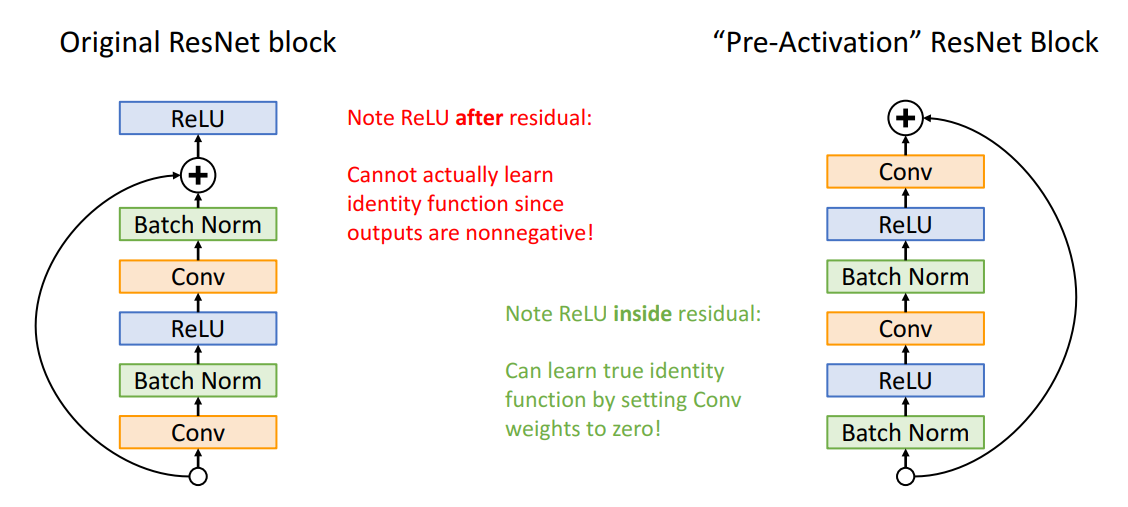 Original ResNet block
ReLU
+
Batch Norm
Conv
ReLU
Batch Norm
Conv
Note ReLU after residual:
Cannot actually learn
identity function since
outputs are nonnegative!
Note ReLU inside residual:
Can learn true identity
function by setting Conv
weights to zero!
“Pre-Activation” ResNet Block
+
Conv
ReLU
Batch Norm
Conv
ReLU
Batch Norm